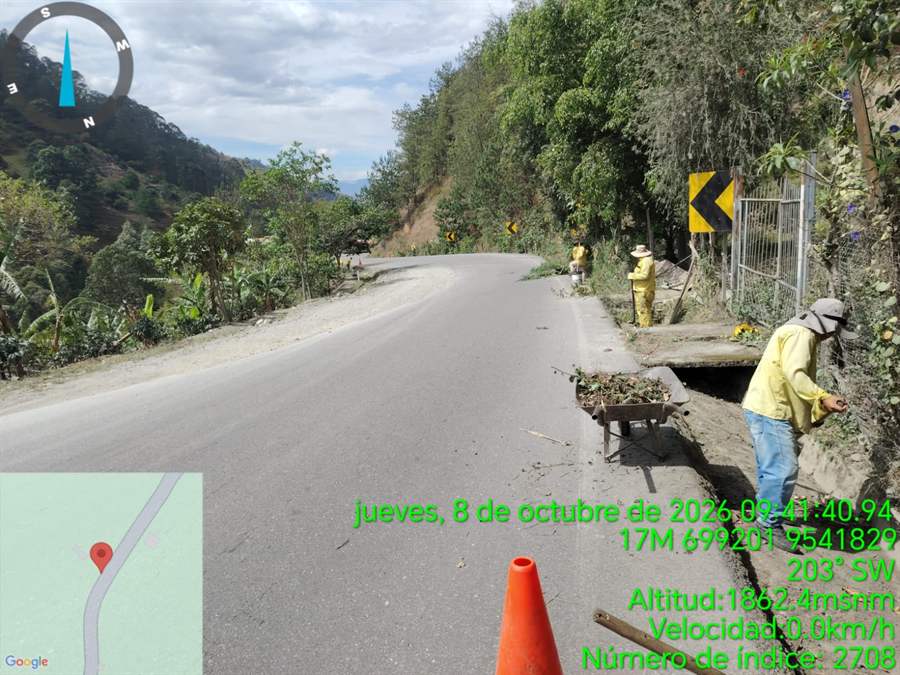 S
W
E
N
jueves, 8 de octubre de 2026 09:41:40.94
17M 699201 9541829
203° SW
Altitud:1862.4msnm
Velocidad:0.0km/h
Número de índice: 2708
Google